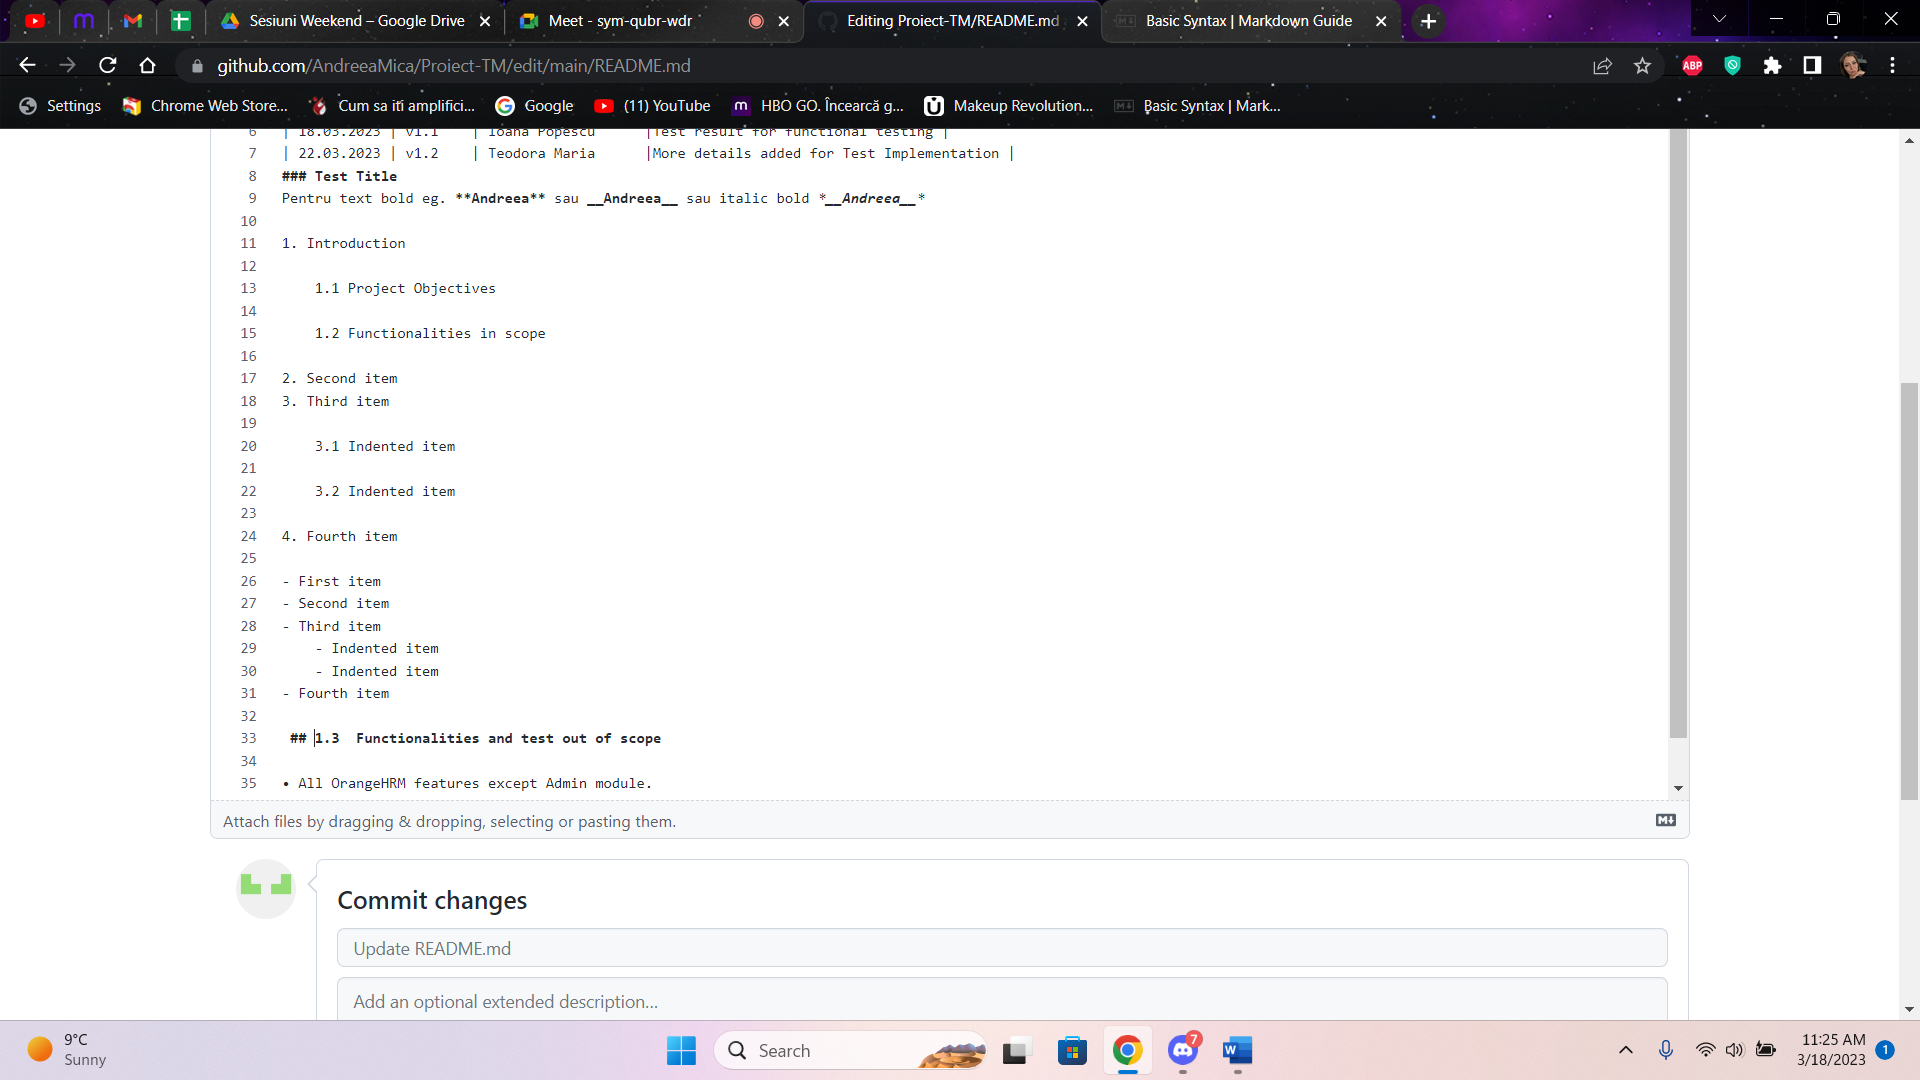 Sesiuni Weekend – Google Drive
Meet - sym-qubr-wdr
Editing Proiect-TM/README.md
Basic Syntax | Markdown Guide
github.com/AndreeaMica/Proiect-TM/edit/main/README.md
ABP
Settings
Chrome Web Store...
Cum sa iti amplifici...
Google
(11) YouTube
m HBO GO. Încearcă g...
Makeup Revolution...
Basic Syntax | Mark...
6 | 18.03.2023 | v1.1 | Ioana Popescu |Test result for functional testing |
7 | 22.03.2023 | v1.2 | Teodora Maria |More details added for Test Implementation |
8 ### Test Title
9 Pentru text bold eg. **Andreea** sau __Andreea__ sau italic bold *__Andreea__*
10
11 1. Introduction
12
13 1.1 Project Objectives
14
15 1.2 Functionalities in scope
16
17 2. Second item
18 3. Third item
19
20 3.1 Indented item
21
22 3.2 Indented item
23
24 4. Fourth item
25
26 - First item
27 - Second item
28 - Third item
29 - Indented item
30 - Indented item
31 - Fourth item
32
33 ## 1.3 Functionalities and test out of scope
34
35 • All OrangeHRM features except Admin module.
Attach files by dragging & dropping, selecting or pasting them.
Commit changes
Update README.md
Add an optional extended description...
9°C
Sunny
Search
7
W
11:25 AM
3/18/2023
1